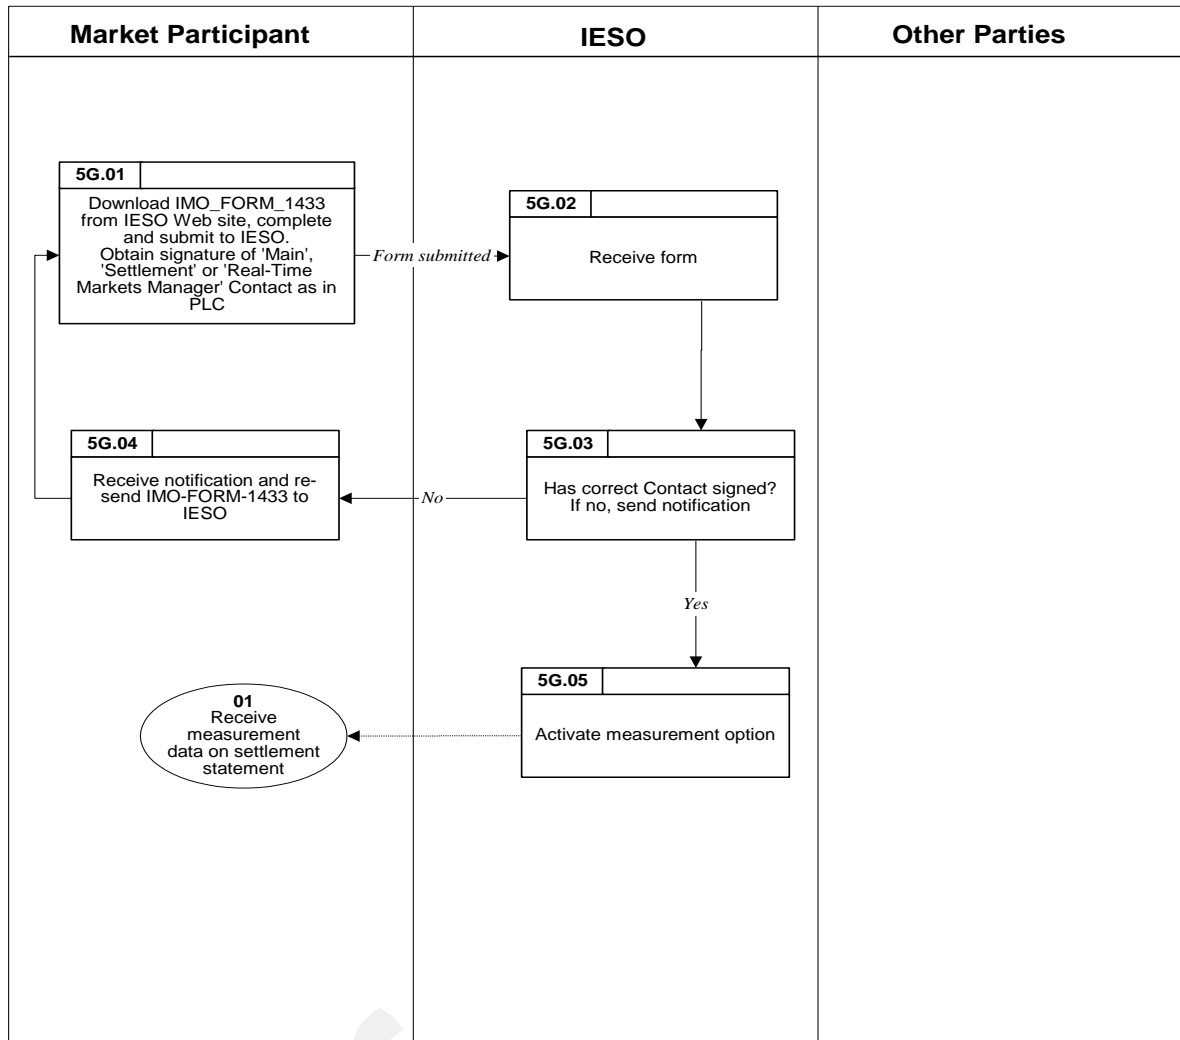 Market Participant
IESO
Other Parties
5G.01
Download IMO_FORM_1433
from IESO Web site, complete
and submit to IESO.
Obtain signature of 'Main',
'Settlement' or 'Real-Time
Markets Manager' Contact as in
PLC
Form submitted
5G.02
Receive form
5G.04
Receive notification and re-
send IMO-FORM-1433 to
IESO
No
5G.03
Has correct Contact signed?
If no, send notification
Yes
5G.05
Activate measurement option
01
Receive
measurement
data on settlement
statement